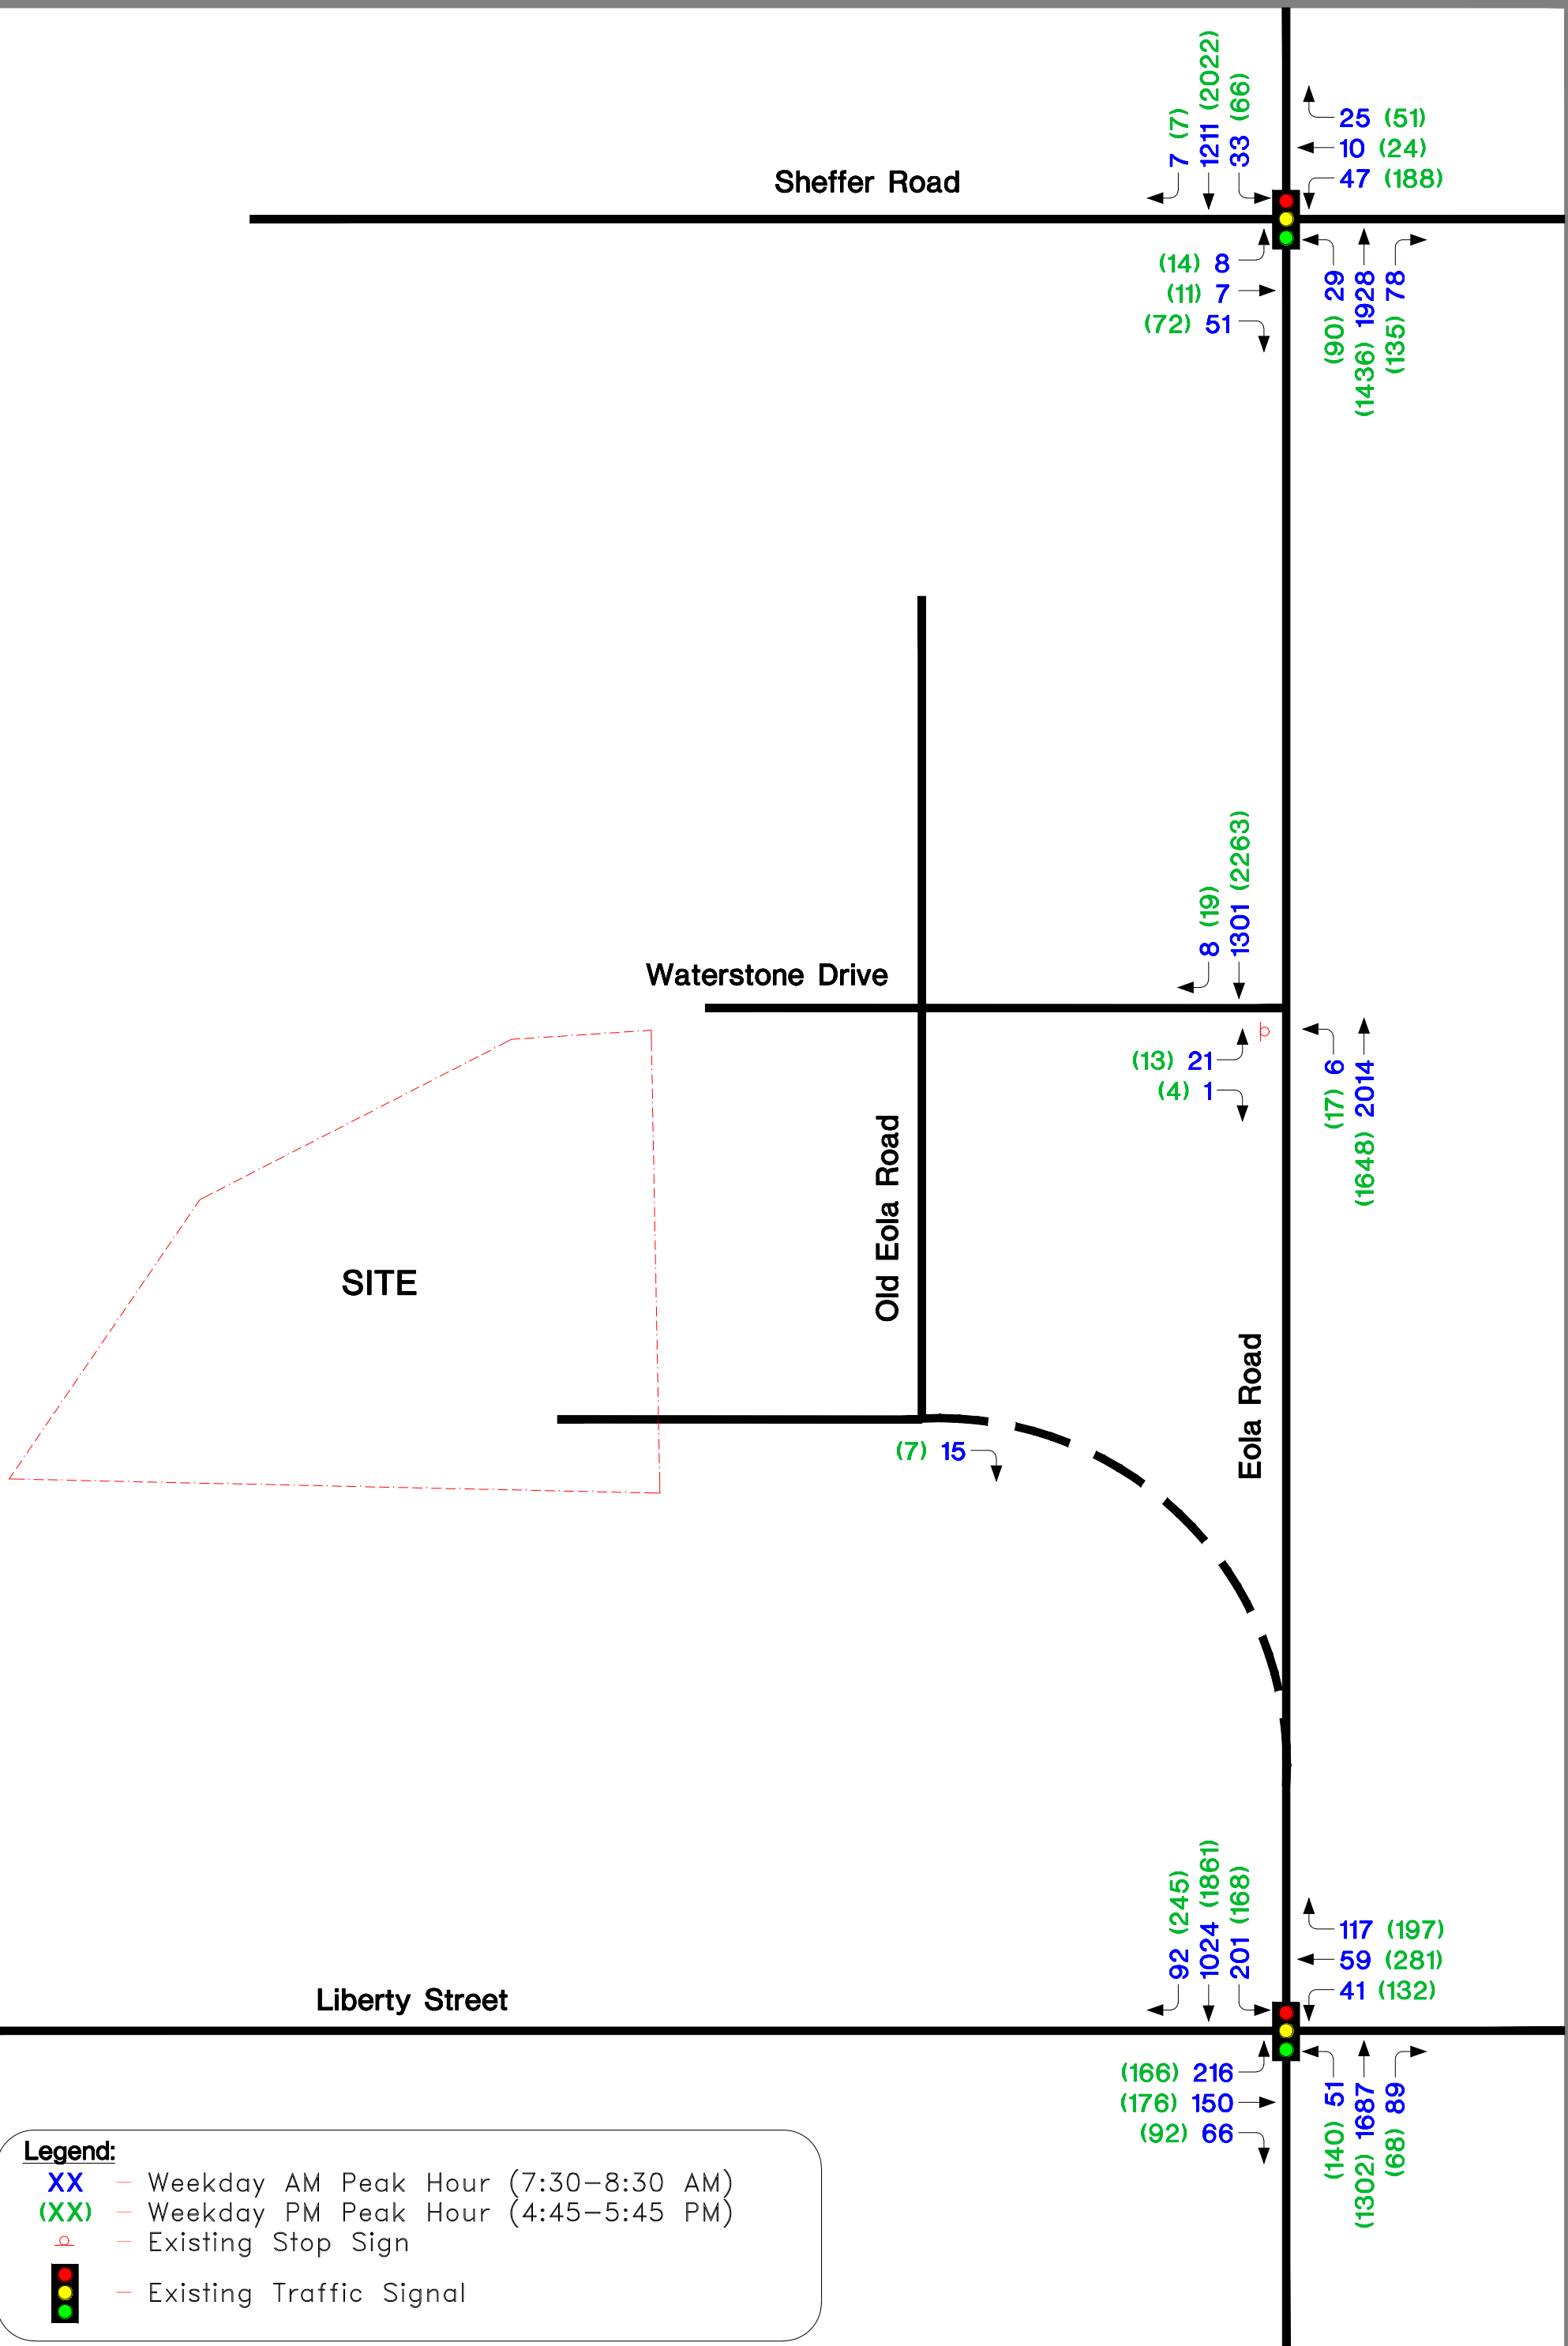 7 (7)
1211 (2022)
33 (66)
25 (51)
10 (24)
47 (188)
Sheffer Road
(14) 8
(11) 7
(72) 51
(90) 29
(1436) 1928
(135) 78
8 (19)
1301 (2263)
Waterstone Drive
(13) 21
(4) 1
(17) 6
(1648) 2014
Old Eola Road
SITE
Eola Road
(7) 15
92 (245)
1024 (1861)
201 (168)
117 (197)
59 (281)
41 (132)
Liberty Street
(166) 216
(176) 150
(92) 66
(140) 51
(1302) 1687
(68) 89
Legend:
XX – Weekday AM Peak Hour (7:30–8:30 AM)
(XX) – Weekday PM Peak Hour (4:45–5:45 PM)
– Existing Stop Sign
– Existing Traffic Signal